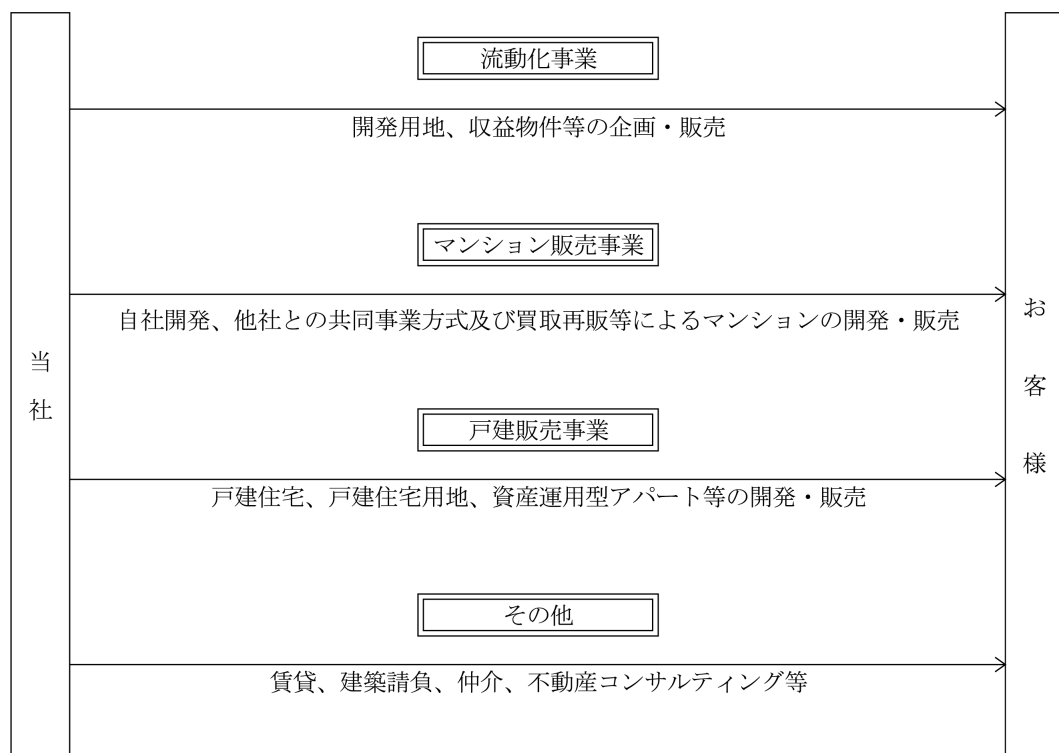 流動化事業
開発用地、収益物件等の企画・販売
マンション販売事業
自社開発、他社との共同事業方式及び買取再販等によるマンションの開発・販売
当社
お客様
戸建販売事業
戸建住宅、戸建住宅用地、資産運用型アパート等の開発・販売
その他
賃貸、建築請負、仲介、不動産コンサルティング等